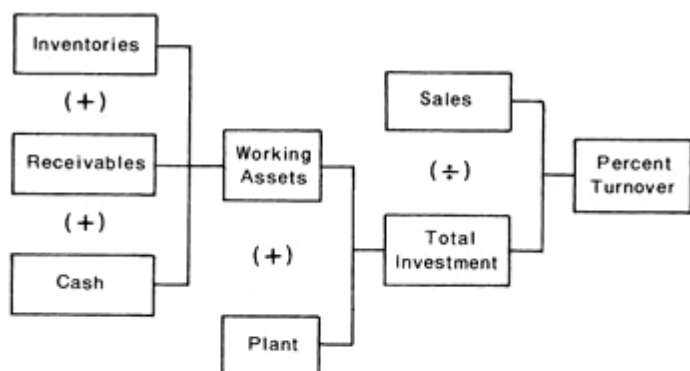 Inventories
(+)
Receivables
(+)
Cash
Working
Assets
(+)
Plant
Sales
(÷)
Total
Investment
Percent
Turnover